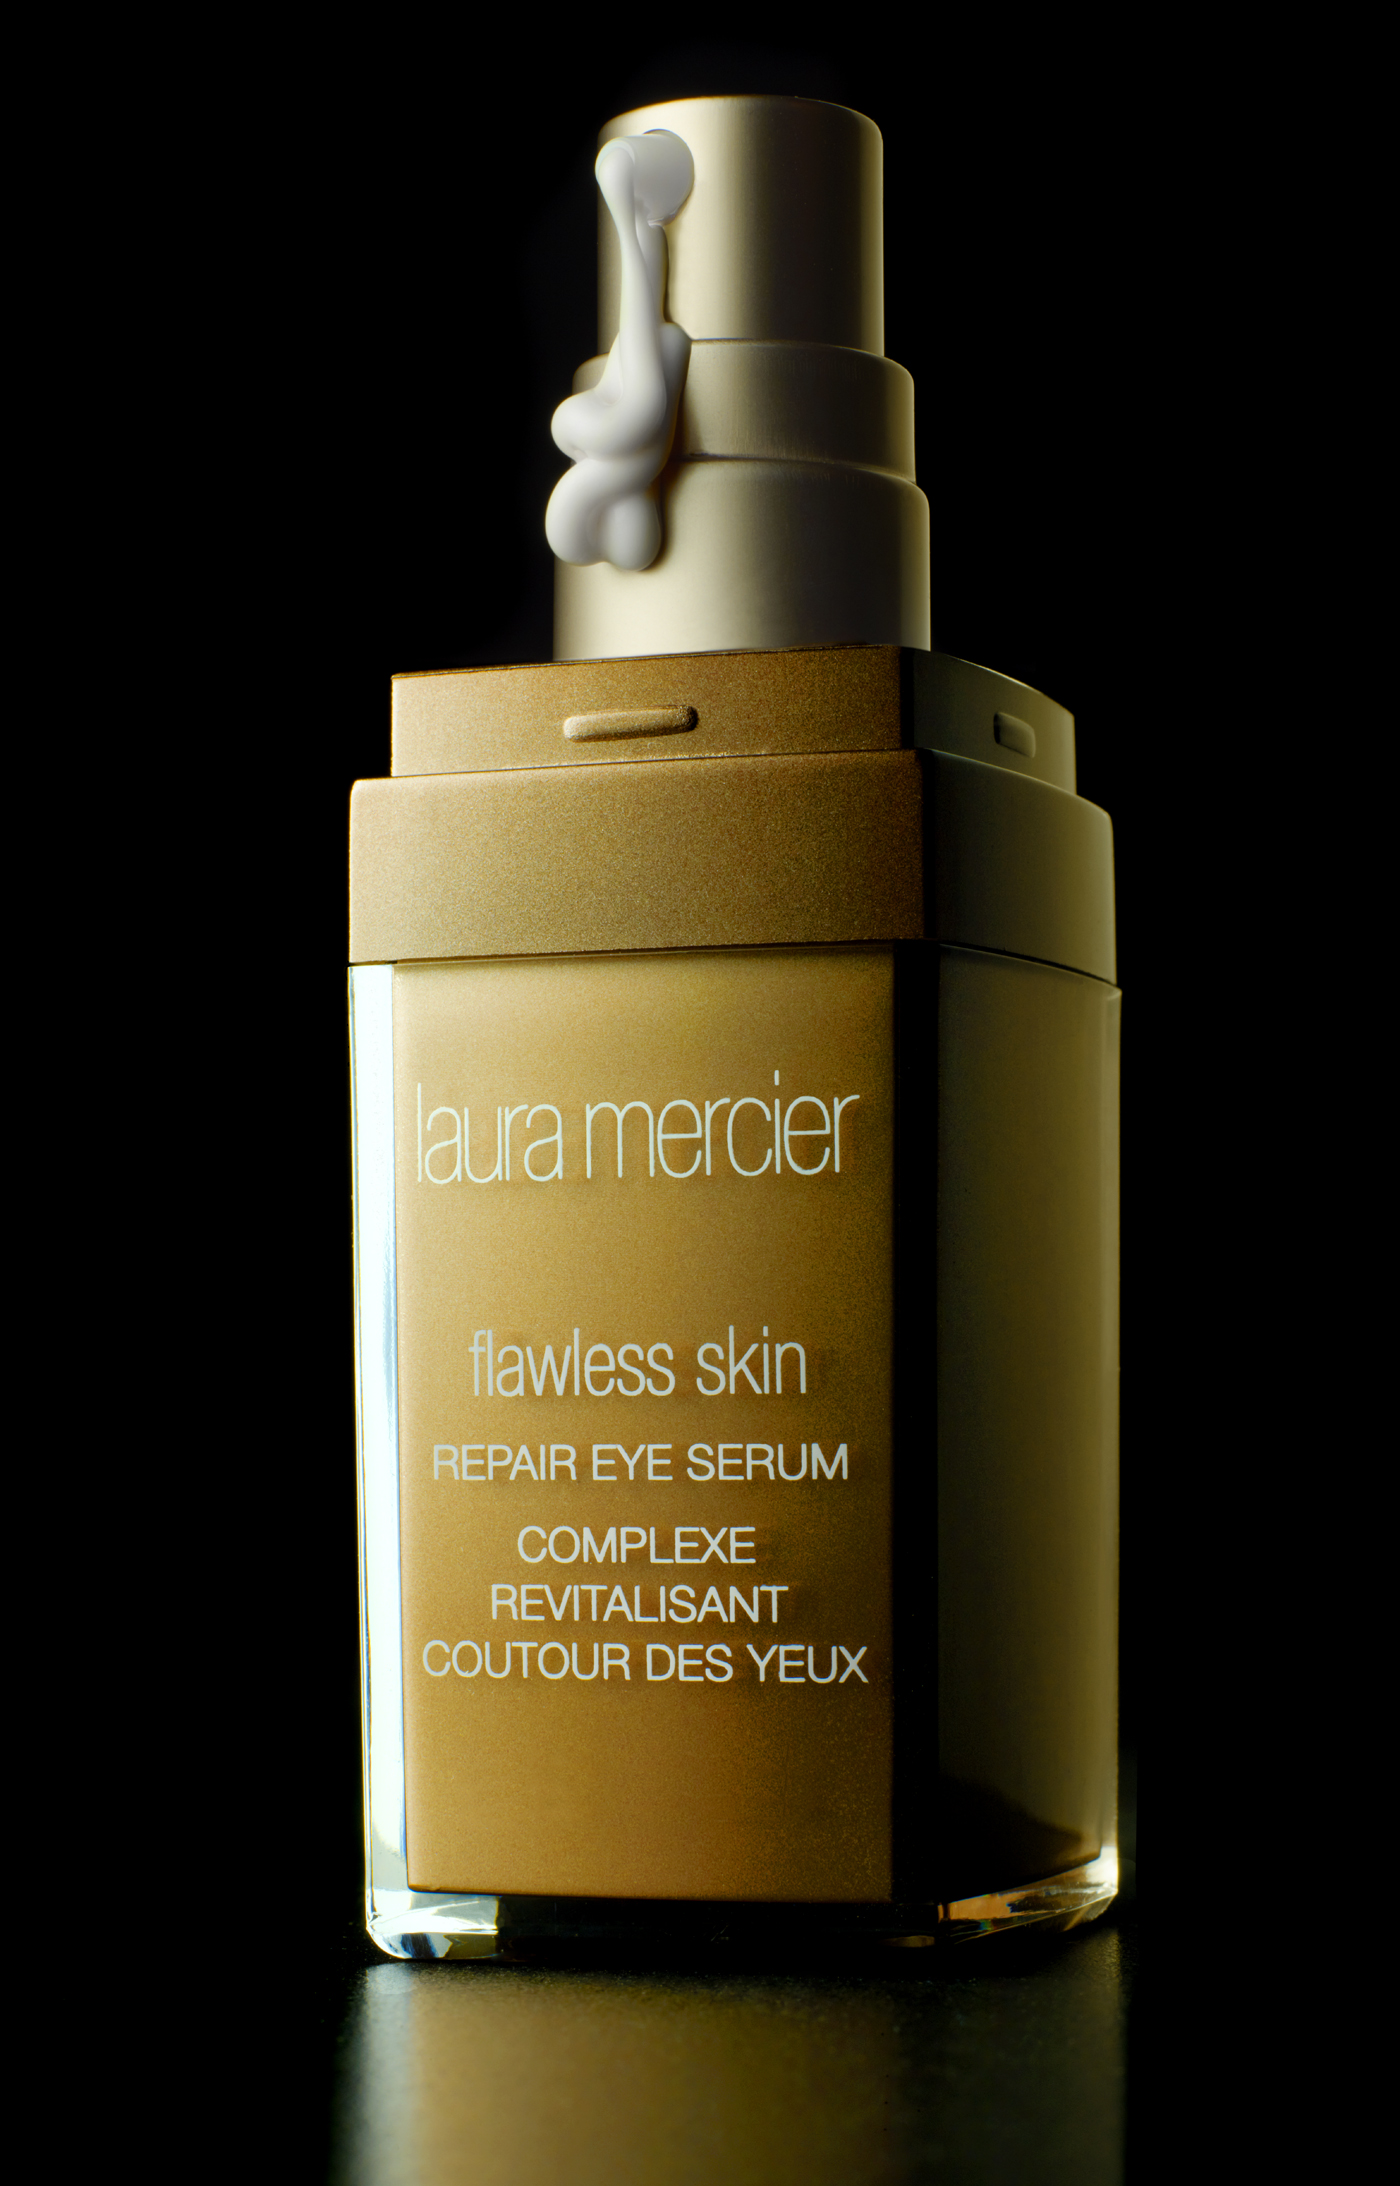 laura mercier
flawless skin
REPAIR EYE SERUM
COMPLEXE
REVITALISANT
COUTOUR DES YEUX